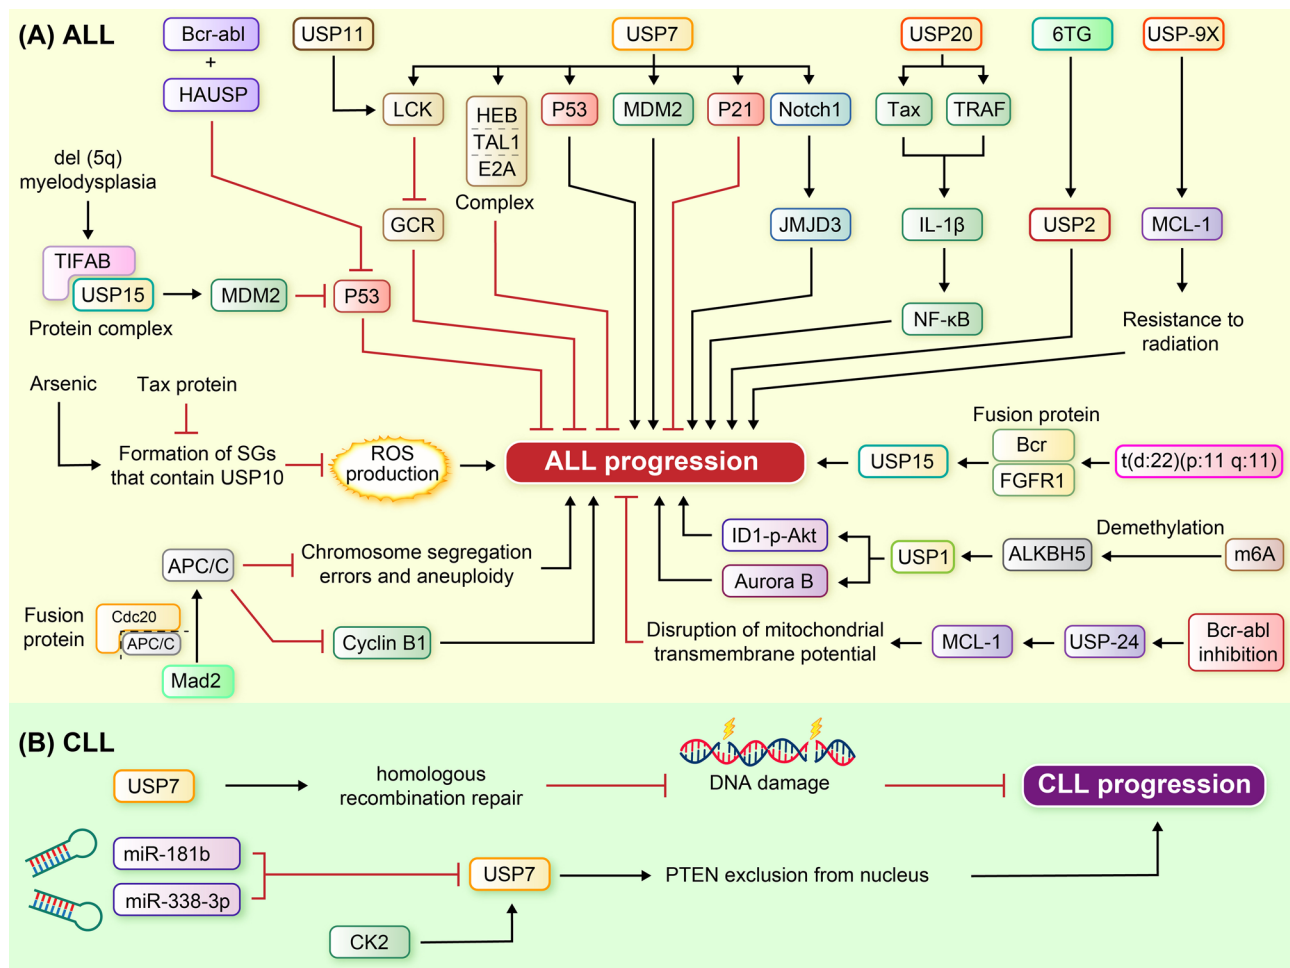 (A) ALL
Bcr-abl
+
HAUSP
USP11
USP7
USP20
6TG
USP-9X
LCK
HEB
TAL1
E2A
Complex
P53
MDM2
P21
Notch1
Tax
TRAF
del (5q)
myelodysplasia
GCR
JMJD3
IL-1β
USP2
MCL-1
TIFAB
USP15
Protein complex
MDM2
P53
NF-κB
Resistance to
radiation
Arsenic
Tax protein
Formation of SGs
that contain USP10
ROS
production
ALL progression
USP15
Fusion protein
Bcr
FGFR1
t(d:22)(p:11 q:11)
APC/C
Chromosome segregation
errors and aneuploidy
ID1-p-Akt
Aurora B
USP1
ALKBH5
Demethylation
m6A
Fusion
protein
Cdc20
APC/C
Mad2
Cyclin B1
Disruption of mitochondrial
transmembrane potential
MCL-1
USP-24
Bcr-abl
inhibition
(B) CLL
USP7
homologous
recombination repair
DNA damage
CLL progression
miR-181b
miR-338-3p
USP7
PTEN exclusion from nucleus
CK2